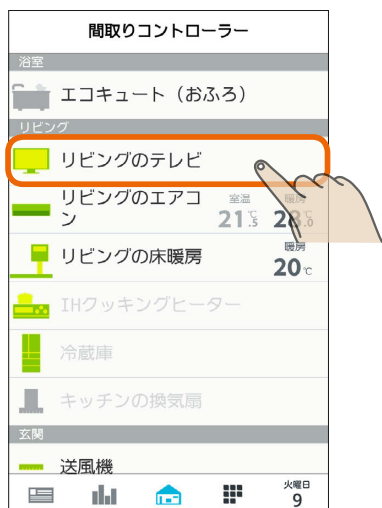 間取りコントローラー
浴室
エコキュート（おふろ）
リビング
リビングのテレビ
リビングのエアコ
ン
室温
21.5℃
暖房
28.0℃
リビングの床暖房
暖房
20℃
IHクッキングヒーター
冷蔵庫
キッチンの換気扇
玄関
送風機
火曜日
9